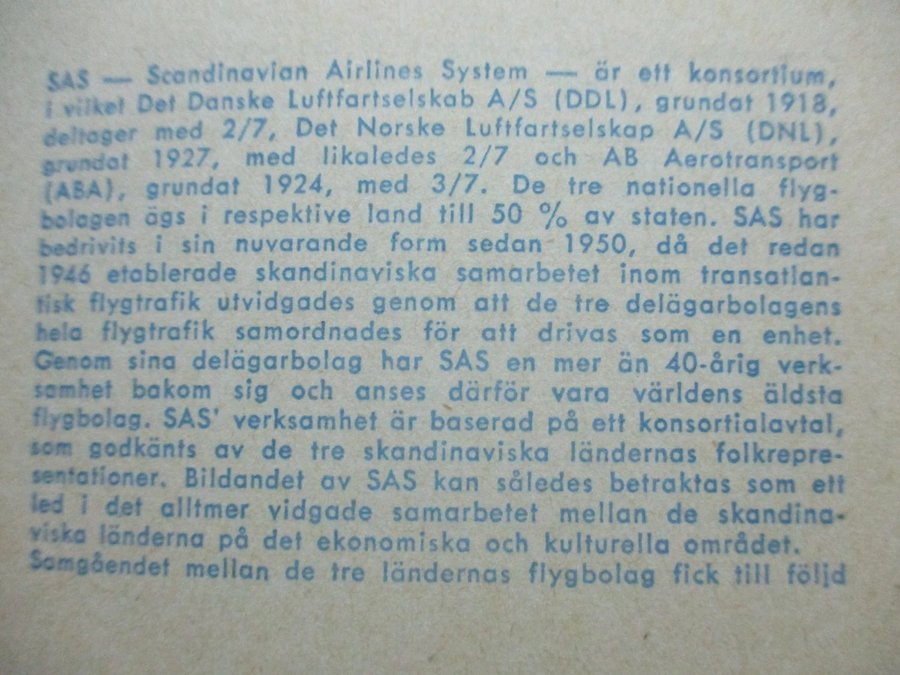 SAS — Scandinavian Airlines System — är ett konsortium,
i vilket Det Danske Luftfartselskab A/S (DDL), grundat 1918,
deltager med 2/7, Det Norske Luftfartselskap A/S (DNL),
grundat 1927, med likaledes 2/7 och AB Aerotransport
(ABA), grundat 1924, med 3/7. De tre nationella flyg-
bolagen ägs i respektive land till 50 % av staten. SAS har
bedrivits i sin nuvarande form sedan 1950, då det redan
1946 etablerade skandinaviska samarbetet inom transatlan-
tisk flygtrafik utvidgades genom att de tre delägarbolagens
hela flygtrafik samordnades för att drivas som en enhet.
Genom sina delägarbolag har SAS en mer än 40-årig verk-
samhet bakom sig och anses därför vara världens äldsta
flygbolag. SAS' verksamhet är baserad på ett konsortialavtal,
som godkänts av de tre skandinaviska ländernas folkrepre-
sentationer. Bildandet av SAS kan således betraktas som ett
led i det alltmer vidgade samarbetet mellan de skandina-
viska länderna på det ekonomiska och kulturella området.
Samgåendet mellan de tre ländernas flygbolag fick till följd